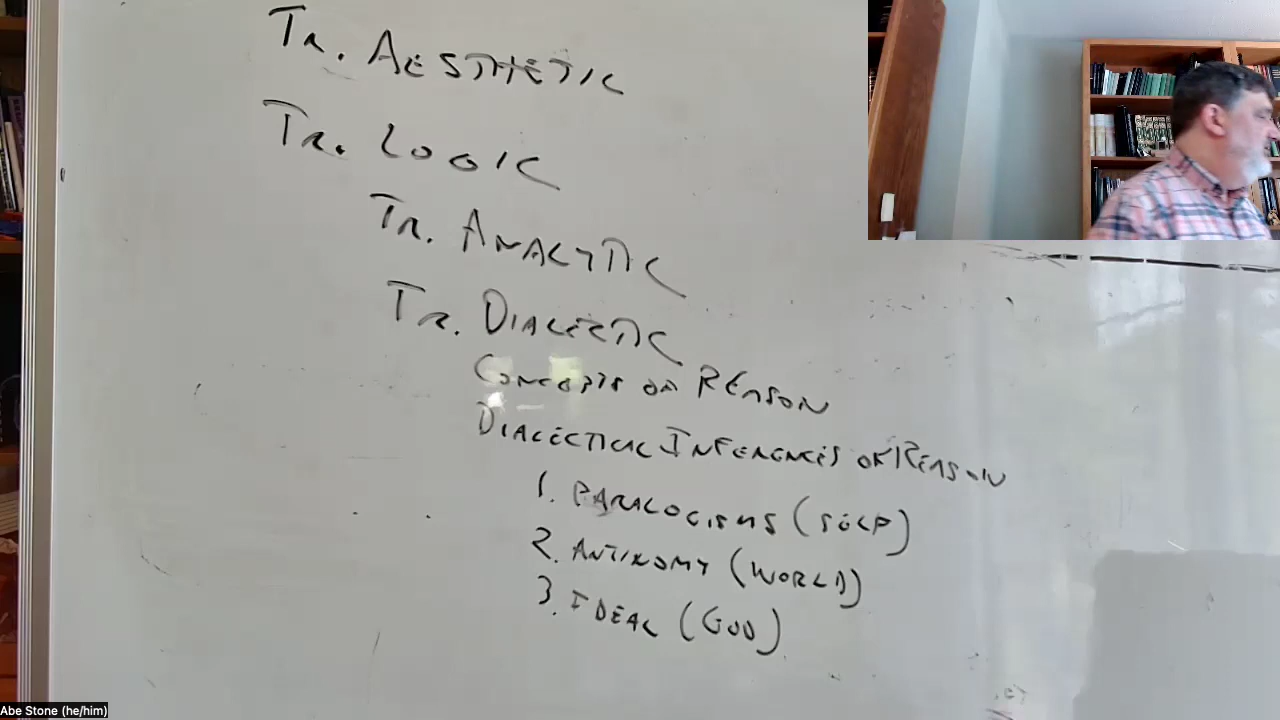 Tr. AESTHETIC
Tr. LOGIC
Tr. ANALYTIC
Tr. DIALECTIC
CONCEPTS OF REASON
DIALECTICAL INFERENCES OF REASON
1. PARALOGISMS (SELF)
2. ANTINOMY (WORLD)
3. IDEAL (GOD)
Abe Stone (he/him)